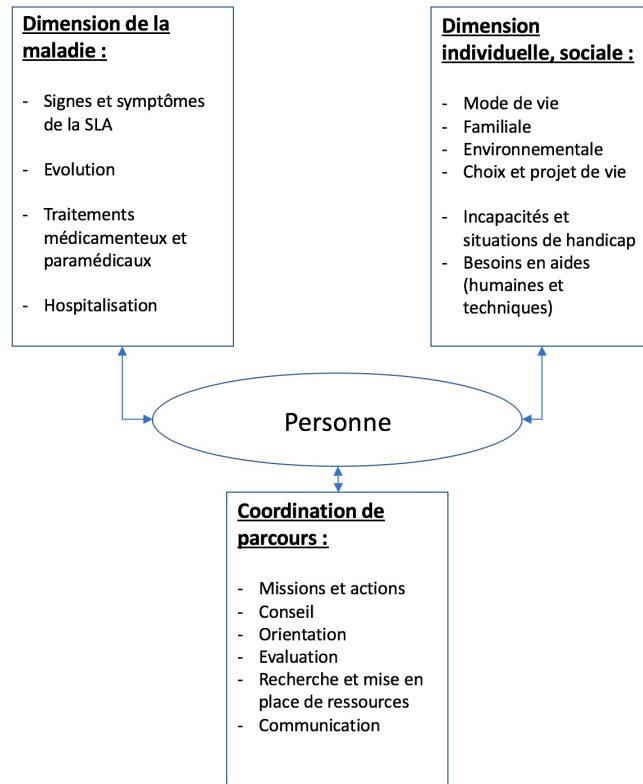 Dimension de la
maladie :
- Signes et symptômes
de la SLA
- Evolution
- Traitements
médicamenteux et
paramédicaux
- Hospitalisation
Dimension
individuelle, sociale :
- Mode de vie
- Familiale
- Environnementale
- Choix et projet de vie
- Incapacités et
situations de handicap
- Besoins en aides
(humaines et
techniques)
Personne
Coordination de
parcours :
- Missions et actions
- Conseil
- Orientation
- Evaluation
- Recherche et mise en
place de ressources
- Communication